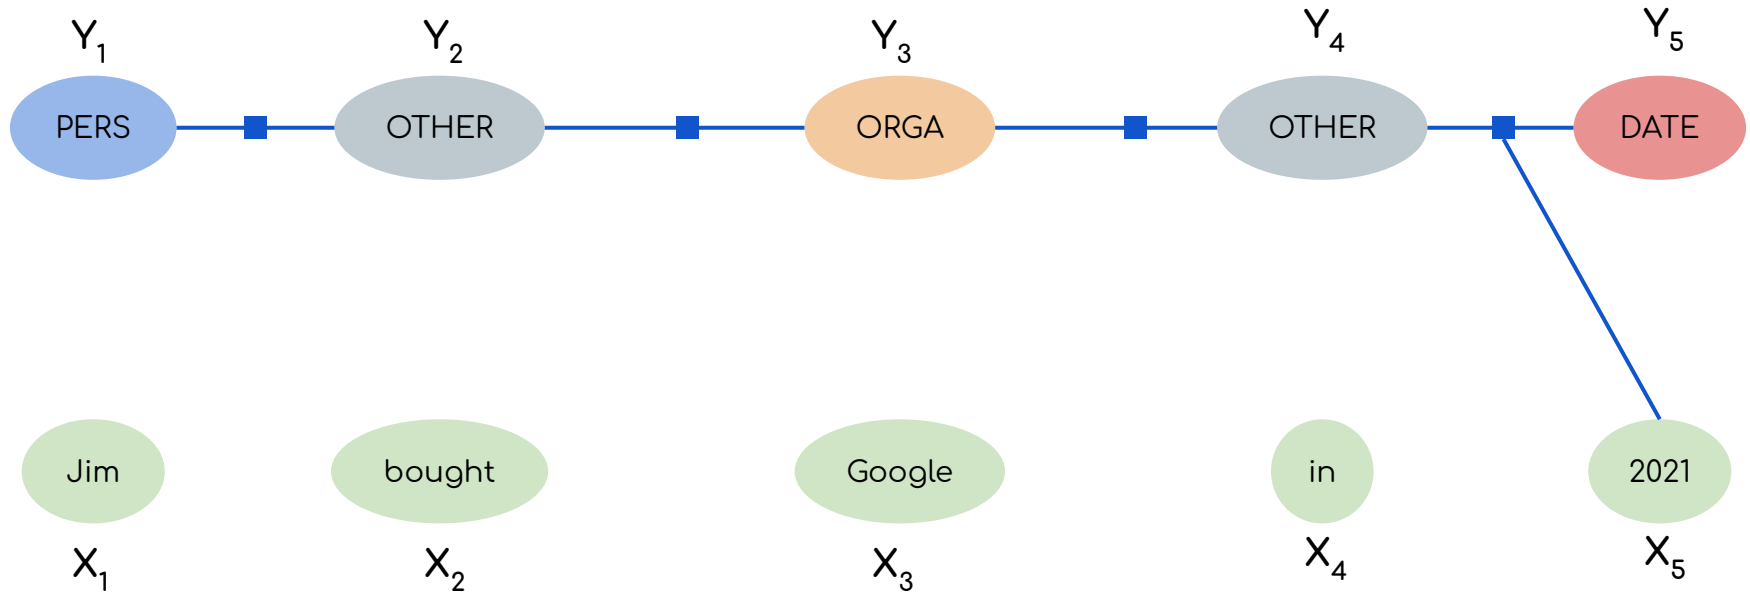 Y1 Y2 Y3 Y4 Y5
PERS OTHER ORGA OTHER DATE
Jim bought Google in 2021
X1 X2 X3 X4 X5